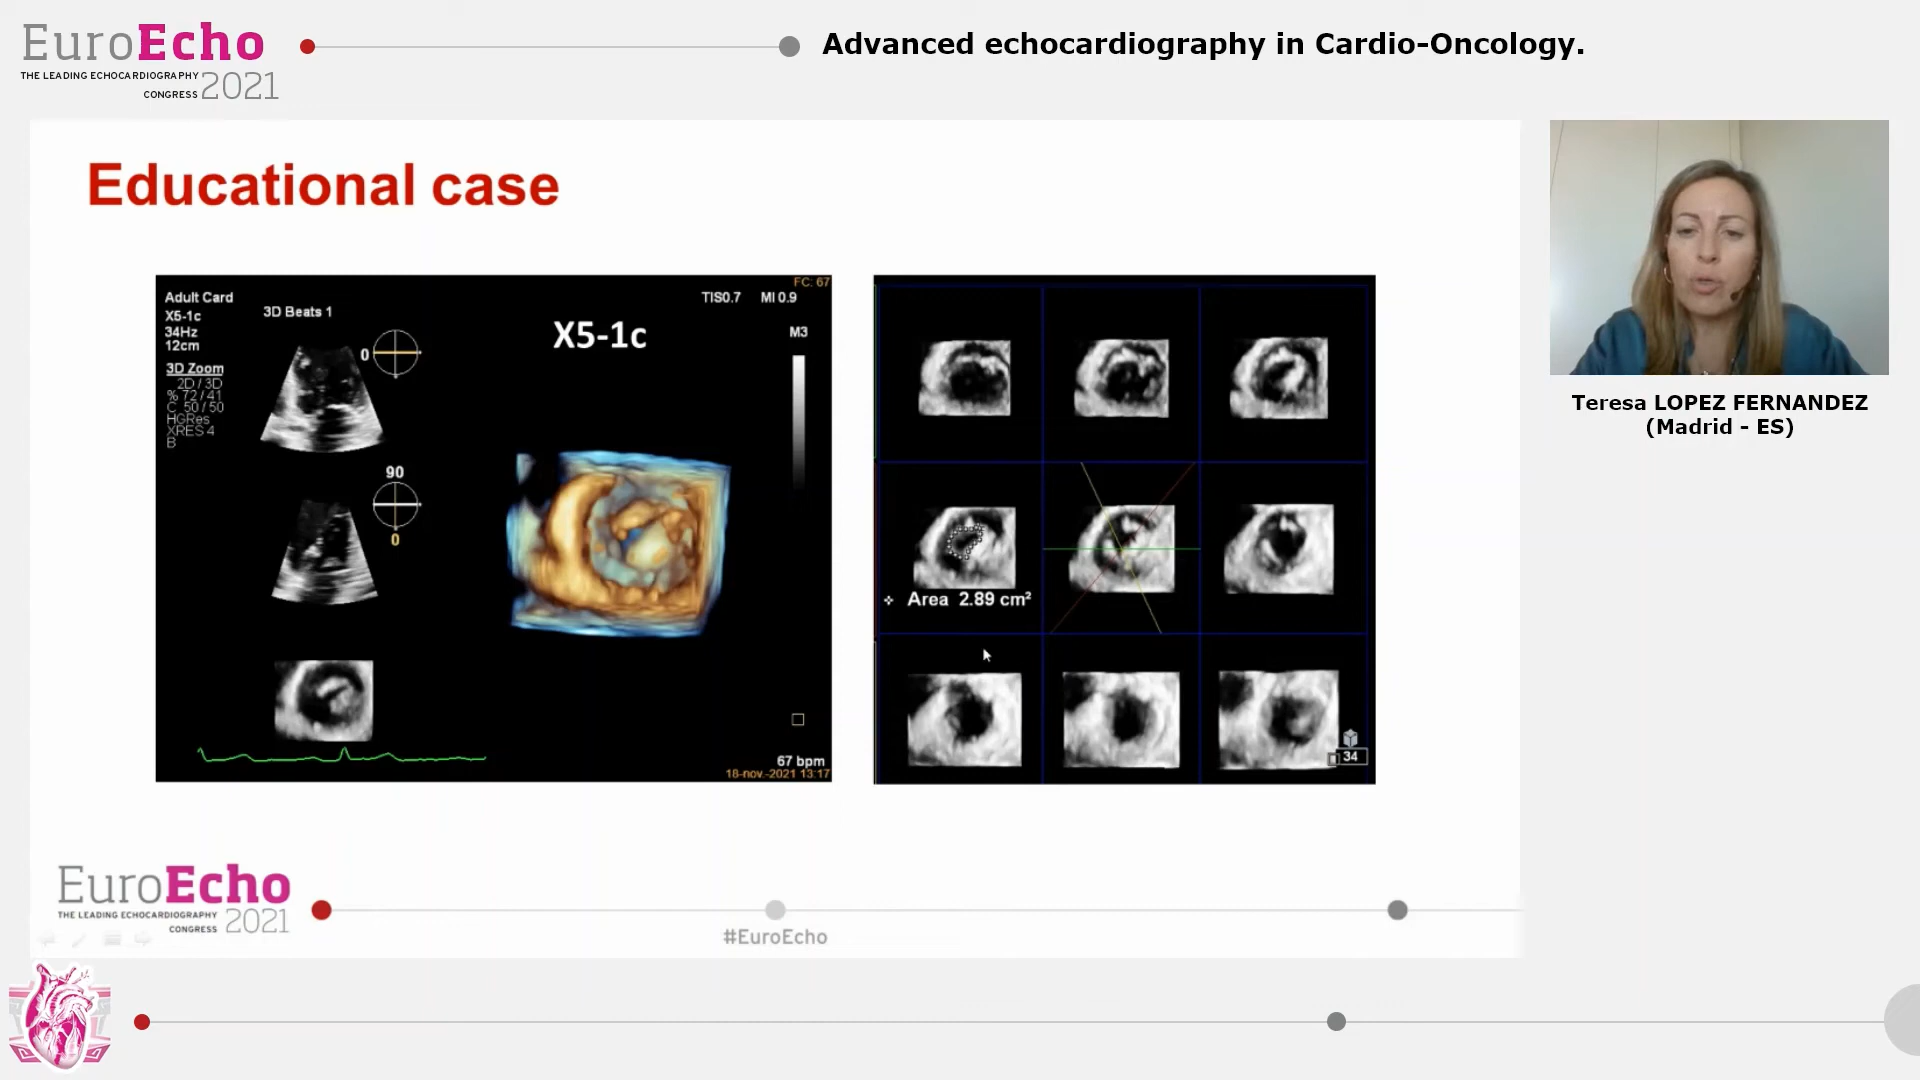 EuroEcho
THE LEADING ECHOCARDIOGRAPHY
CONGRESS 2021
Advanced echocardiography in Cardio-Oncology.
Educational case
FC: 67
Adult Card
TIS0.7 MI 0.9
X5-1c
3D Beats 1
34Hz
12cm
X5-1c
M3
0
3D Zoom
2D / 3D
% 72 / 41
C 50 / 50
HGRes
XRES 4
B
90
0
67 bpm
18-nov.-2021 13:17
Area 2.89 cm²
34
Teresa LOPEZ FERNANDEZ
(Madrid - ES)
EuroEcho
THE LEADING ECHOCARDIOGRAPHY
CONGRESS 2021
#EuroEcho